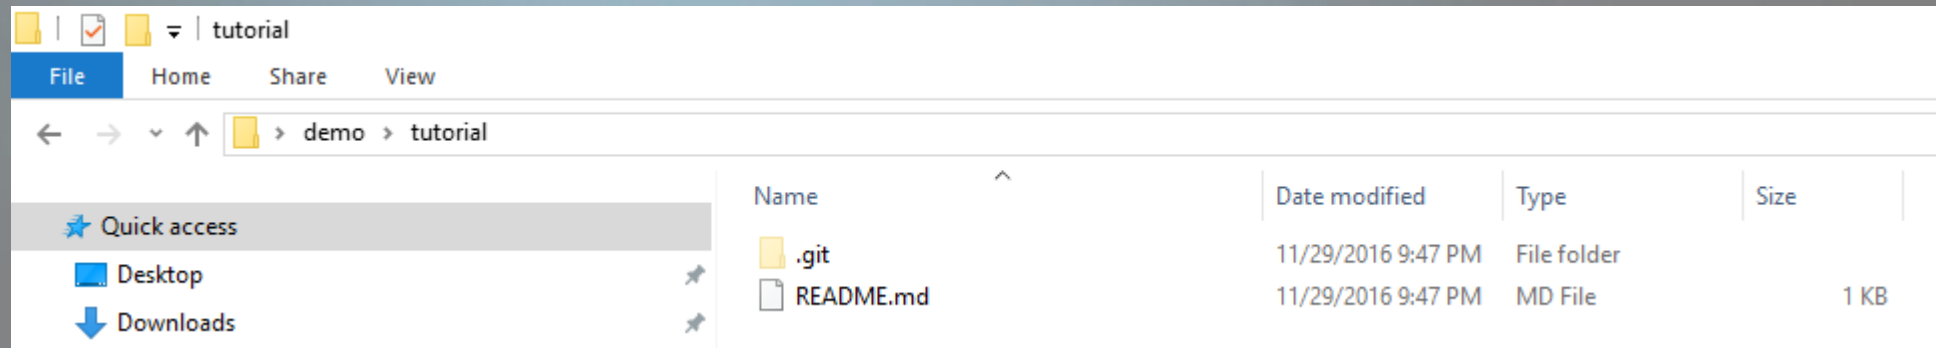 tutorial
File Home Share View
demo tutorial
Name Date modified Type Size
Quick access
.git 11/29/2016 9:47 PM File folder
Desktop
README.md 11/29/2016 9:47 PM MD File 1 KB
Downloads